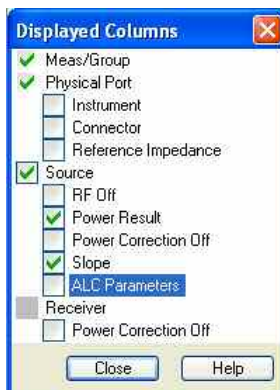 Displayed Columns
Meas/Group
Physical Port
Instrument
Connector
Reference Impedance
Source
RF Off
Power Result
Power Correction Off
Slope
ALC Parameters
Receiver
Power Correction Off
Close Help